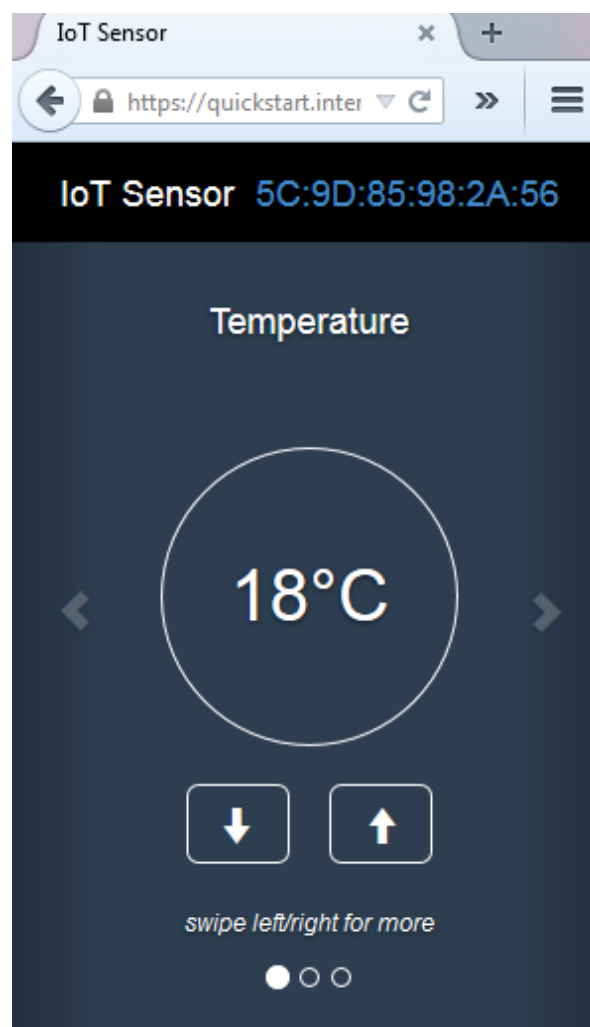 IoT Sensor
https://quickstart.inter
IoT Sensor 5C:9D:85:98:2A:56
Temperature
18°C
swipe left/right for more